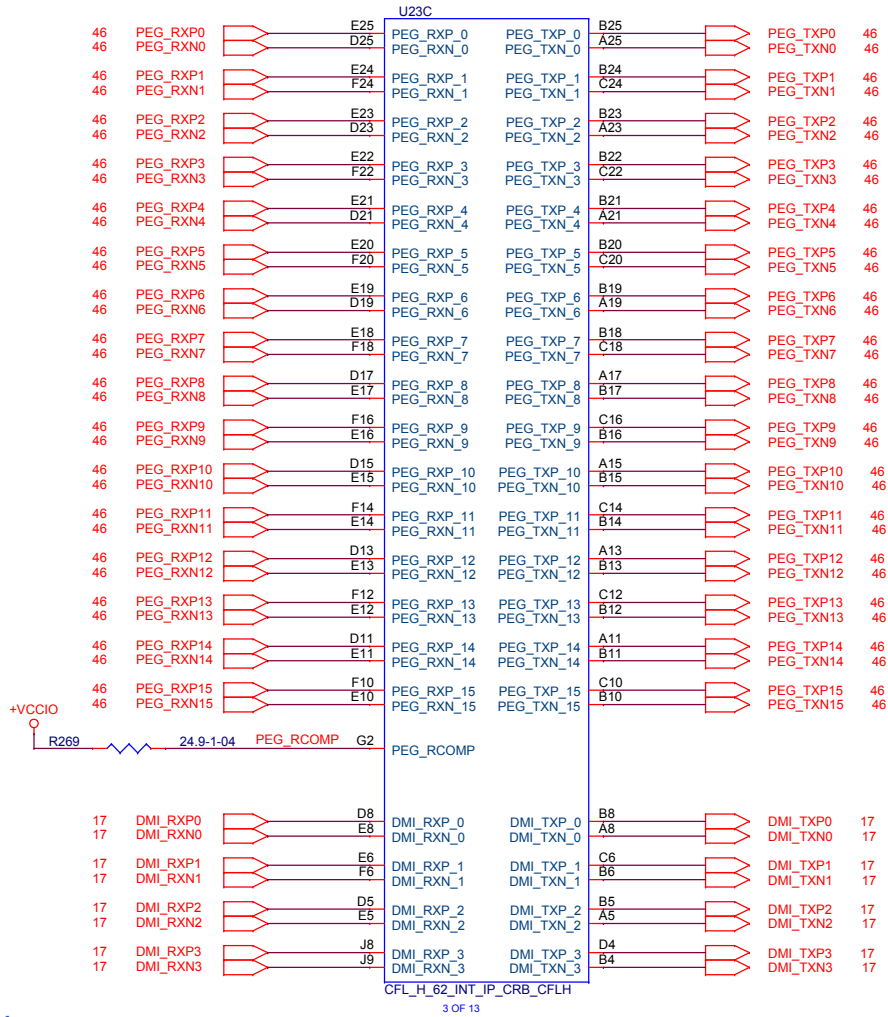 U23C
46 PEG_RXP0 E25 PEG_RXP_0 PEG_TXP_0 B25 PEG_TXP0 46
46 PEG_RXN0 D25 PEG_RXN_0 PEG_TXN_0 A25 PEG_TXN0 46
46 PEG_RXP1 E24 PEG_RXP_1 PEG_TXP_1 B24 PEG_TXP1 46
46 PEG_RXN1 F24 PEG_RXN_1 PEG_TXN_1 C24 PEG_TXN1 46
46 PEG_RXP2 E23 PEG_RXP_2 PEG_TXP_2 B23 PEG_TXP2 46
46 PEG_RXN2 D23 PEG_RXN_2 PEG_TXN_2 A23 PEG_TXN2 46
46 PEG_RXP3 E22 PEG_RXP_3 PEG_TXP_3 B22 PEG_TXP3 46
46 PEG_RXN3 F22 PEG_RXN_3 PEG_TXN_3 C22 PEG_TXN3 46
46 PEG_RXP4 E21 PEG_RXP_4 PEG_TXP_4 B21 PEG_TXP4 46
46 PEG_RXN4 D21 PEG_RXN_4 PEG_TXN_4 A21 PEG_TXN4 46
46 PEG_RXP5 E20 PEG_RXP_5 PEG_TXP_5 B20 PEG_TXP5 46
46 PEG_RXN5 F20 PEG_RXN_5 PEG_TXN_5 C20 PEG_TXN5 46
46 PEG_RXP6 E19 PEG_RXP_6 PEG_TXP_6 B19 PEG_TXP6 46
46 PEG_RXN6 D19 PEG_RXN_6 PEG_TXN_6 A19 PEG_TXN6 46
46 PEG_RXP7 E18 PEG_RXP_7 PEG_TXP_7 B18 PEG_TXP7 46
46 PEG_RXN7 F18 PEG_RXN_7 PEG_TXN_7 C18 PEG_TXN7 46
46 PEG_RXP8 D17 PEG_RXP_8 PEG_TXP_8 A17 PEG_TXP8 46
46 PEG_RXN8 E17 PEG_RXN_8 PEG_TXN_8 B17 PEG_TXN8 46
46 PEG_RXP9 F16 PEG_RXP_9 PEG_TXP_9 C16 PEG_TXP9 46
46 PEG_RXN9 E16 PEG_RXN_9 PEG_TXN_9 B16 PEG_TXN9 46
46 PEG_RXP10 D15 PEG_RXP_10 PEG_TXP_10 A15 PEG_TXP10 46
46 PEG_RXN10 E15 PEG_RXN_10 PEG_TXN_10 B15 PEG_TXN10 46
46 PEG_RXP11 F14 PEG_RXP_11 PEG_TXP_11 C14 PEG_TXP11 46
46 PEG_RXN11 E14 PEG_RXN_11 PEG_TXN_11 B14 PEG_TXN11 46
46 PEG_RXP12 D13 PEG_RXP_12 PEG_TXP_12 A13 PEG_TXP12 46
46 PEG_RXN12 E13 PEG_RXN_12 PEG_TXN_12 B13 PEG_TXN12 46
46 PEG_RXP13 F12 PEG_RXP_13 PEG_TXP_13 C12 PEG_TXP13 46
46 PEG_RXN13 E12 PEG_RXN_13 PEG_TXN_13 B12 PEG_TXN13 46
46 PEG_RXP14 D11 PEG_RXP_14 PEG_TXP_14 A11 PEG_TXP14 46
46 PEG_RXN14 E11 PEG_RXN_14 PEG_TXN_14 B11 PEG_TXN14 46
46 PEG_RXP15 F10 PEG_RXP_15 PEG_TXP_15 C10 PEG_TXP15 46
46 PEG_RXN15 E10 PEG_RXN_15 PEG_TXN_15 B10 PEG_TXN15 46
+VCCIO
R269 24.9-1-04 PEG_RCOMP G2 PEG_RCOMP
17 DMI_RXP0 D8 DMI_RXP_0 DMI_TXP_0 B8 DMI_TXP0 17
17 DMI_RXN0 E8 DMI_RXN_0 DMI_TXN_0 A8 DMI_TXN0 17
17 DMI_RXP1 E6 DMI_RXP_1 DMI_TXP_1 C6 DMI_TXP1 17
17 DMI_RXN1 F6 DMI_RXN_1 DMI_TXN_1 B6 DMI_TXN1 17
17 DMI_RXP2 D5 DMI_RXP_2 DMI_TXP_2 B5 DMI_TXP2 17
17 DMI_RXN2 E5 DMI_RXN_2 DMI_TXN_2 A5 DMI_TXN2 17
17 DMI_RXP3 J8 DMI_RXP_3 DMI_TXP_3 D4 DMI_TXP3 17
17 DMI_RXN3 J9 DMI_RXN_3 DMI_TXN_3 B4 DMI_TXN3 17
CFL_H_62_INT_IP_CRB_CFLH
3 OF 13